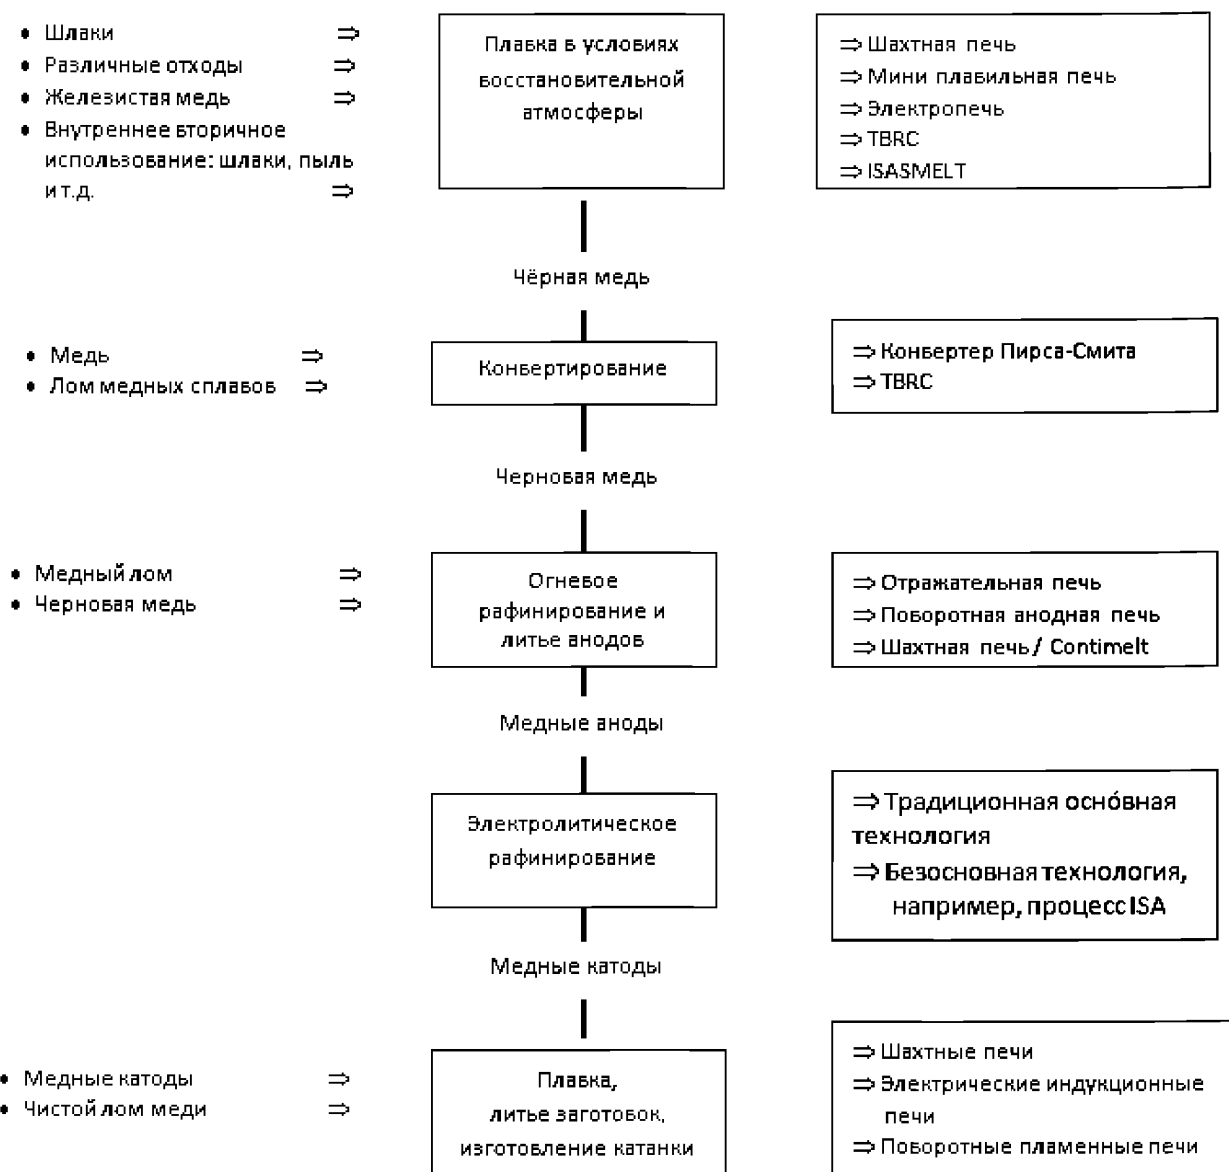 • Шлаки ⇒
• Различные отходы ⇒
• Железистая медь ⇒
• Внутреннее вторичное
использование: шлаки, пыль
и т.д. ⇒
Плавка в условиях
восстановительной
атмосферы
⇒ Шахтная печь
⇒ Мини плавильная печь
⇒ Электропечь
⇒ TBRC
⇒ ISASMELT
Чёрная медь
• Медь ⇒
• Лом медных сплавов ⇒
Конвертирование
⇒ Конвертер Пирса-Смита
⇒ TBRC
Черновая медь
• Медный лом ⇒
• Черновая медь ⇒
Огневое
рафинирование и
литье анодов
⇒ Отражательная печь
⇒ Поворотная анодная печь
⇒ Шахтная печь / Contimelt
Медные аноды
Электролитическое
рафинирование
⇒ Традиционная оснóвная
технология
⇒ Безосновная технология,
например, процесс ISA
Медные катоды
• Медные катоды ⇒
• Чистой лом меди ⇒
Плавка,
литье заготовок,
изготовление катанки
⇒ Шахтные печи
⇒ Электрические индукционные
печи
⇒ Поворотные пламенные печи